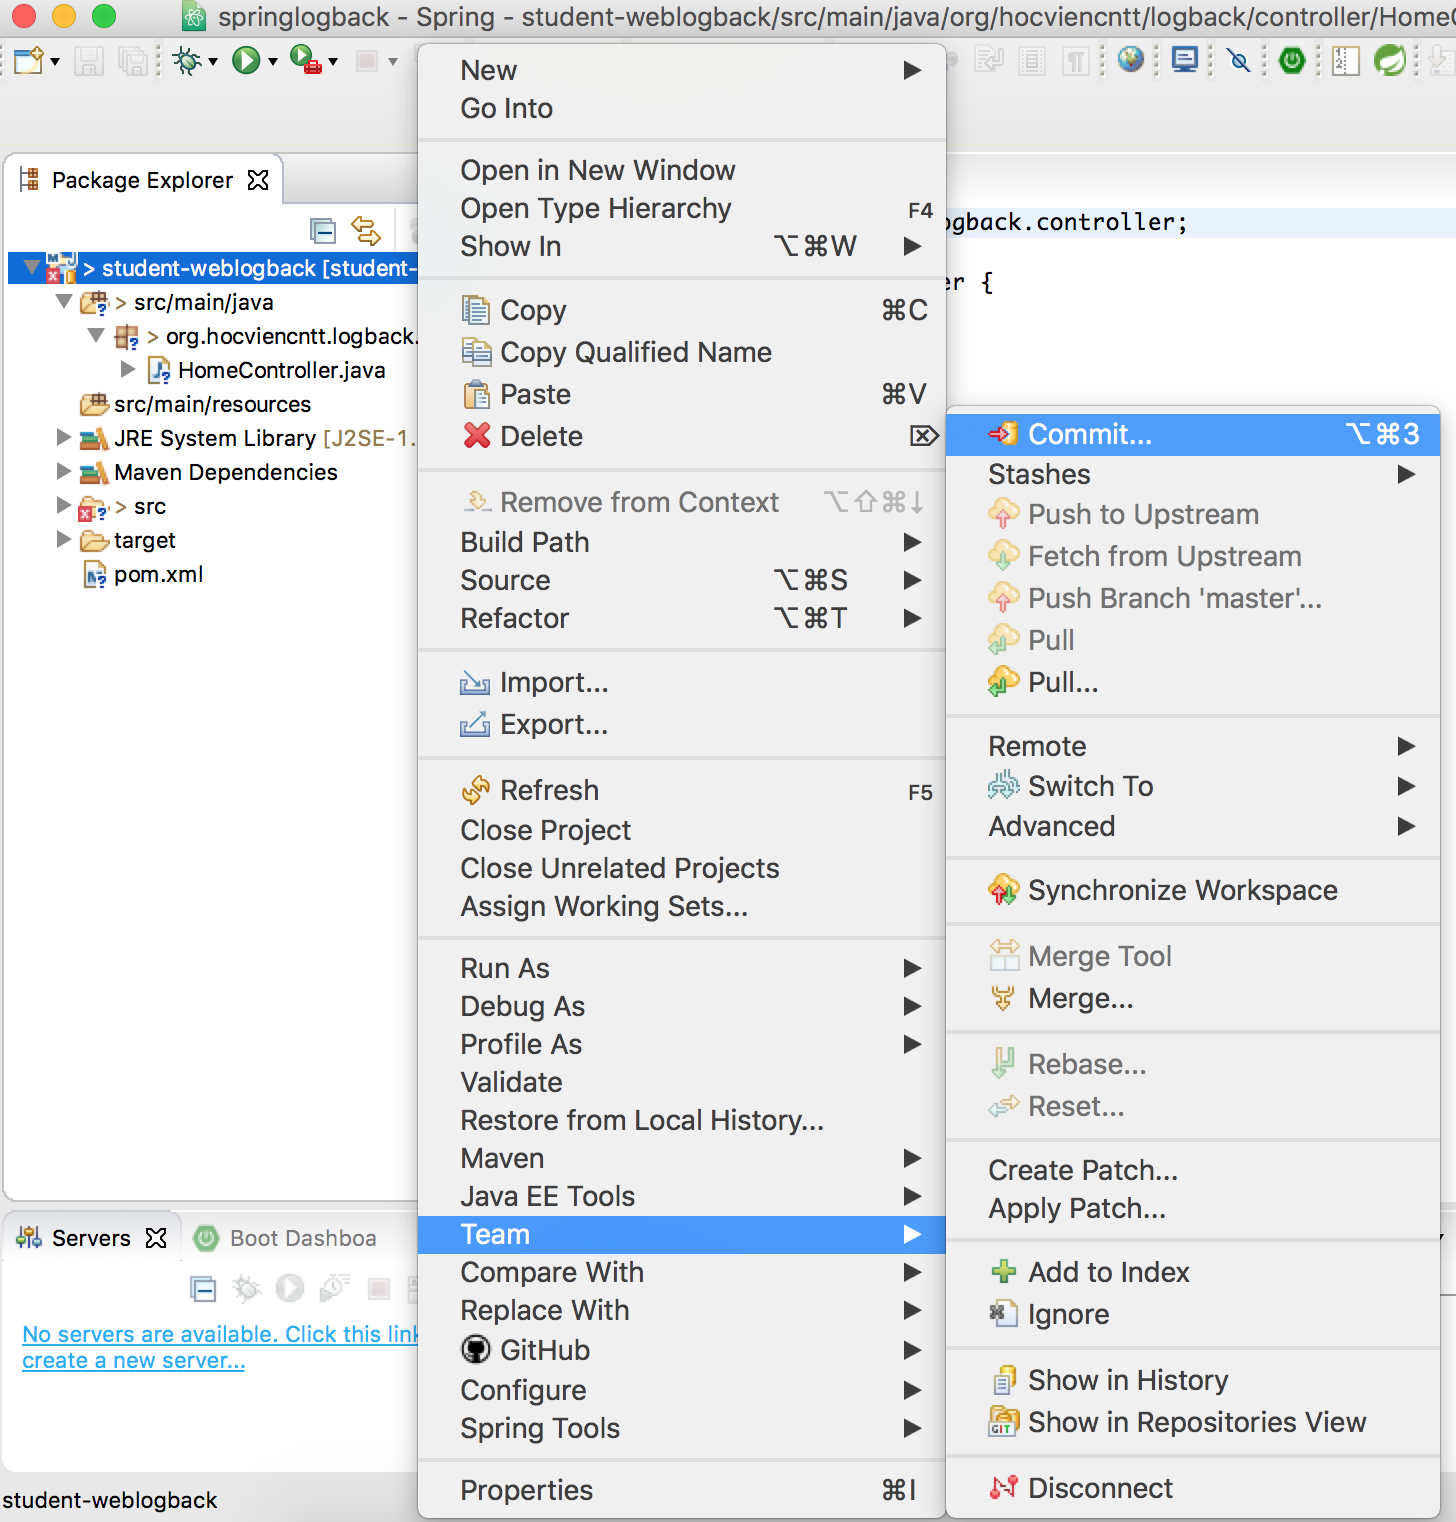 springlogback - Spring - student-weblogback/src/main/java/org/hocviencntt/logback/controller/Home
Package Explorer
> student-weblogback [student-
> src/main/java
> org.hocviencntt.logback.
HomeController.java
src/main/resources
JRE System Library [J2SE-1.
Maven Dependencies
> src
target
pom.xml
ogback.controller;
er {
New
Go Into
Open in New Window
Open Type Hierarchy F4
Show In ⌥⌘W
Copy ⌘C
Copy Qualified Name
Paste ⌘V
Delete ⌦
Remove from Context ⌥⇧⌘↓
Build Path
Source ⌥⌘S
Refactor ⌥⌘T
Import...
Export...
Refresh F5
Close Project
Close Unrelated Projects
Assign Working Sets...
Run As
Debug As
Profile As
Validate
Restore from Local History...
Maven
Java EE Tools
Team
Compare With
Replace With
GitHub
Configure
Spring Tools
Properties ⌘I
Commit... ⌥⌘3
Stashes
Push to Upstream
Fetch from Upstream
Push Branch 'master'...
Pull
Pull...
Remote
Switch To
Advanced
Synchronize Workspace
Merge Tool
Merge...
Rebase...
Reset...
Create Patch...
Apply Patch...
Add to Index
Ignore
Show in History
GIT Show in Repositories View
Disconnect
Servers
Boot Dashboa
No servers are available. Click this link
create a new server...
student-weblogback